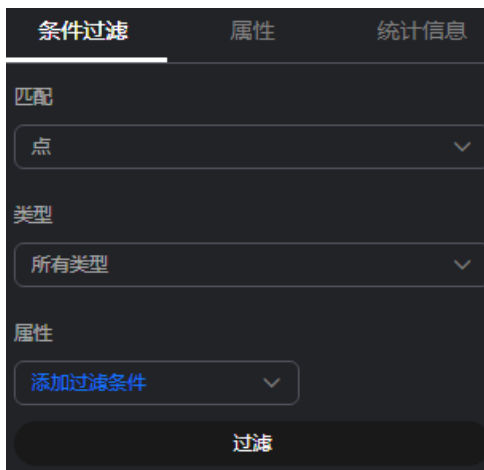 条件过滤 属性 统计信息
匹配
点
类型
所有类型
属性
添加过滤条件
过滤